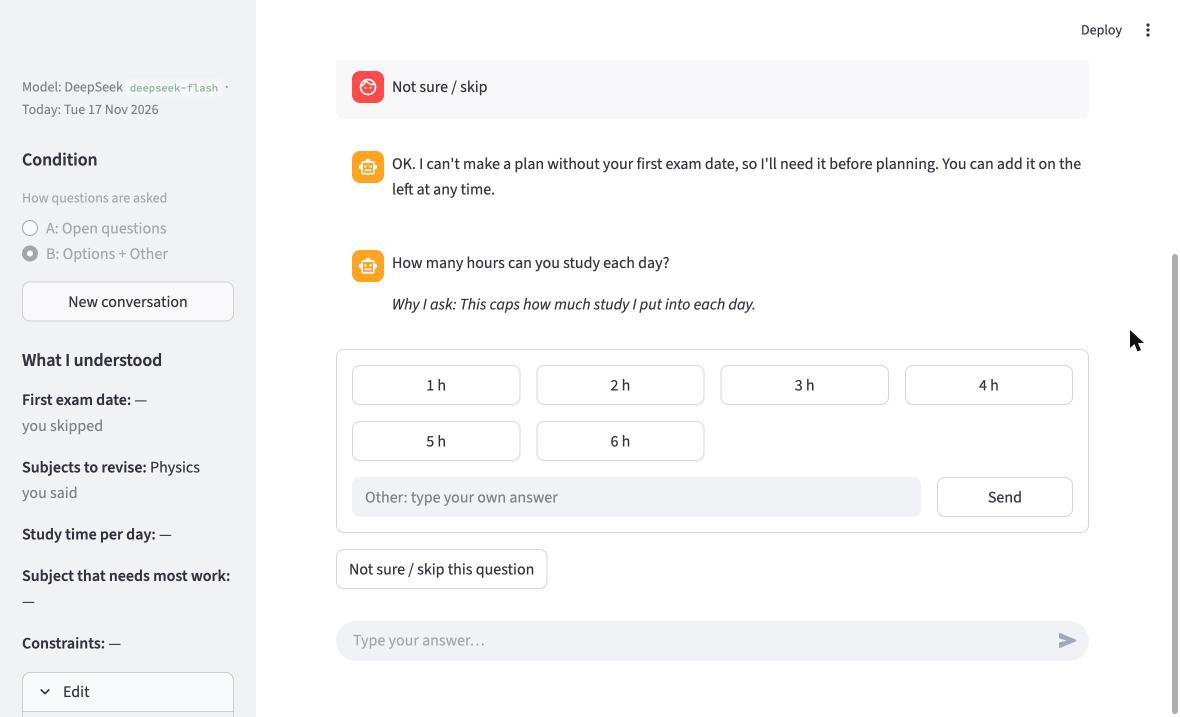 Deploy
Model: DeepSeek deepseek-flash ·
Today: Tue 17 Nov 2026
Condition
How questions are asked
A: Open questions
B: Options + Other
New conversation
What I understood
First exam date: —
you skipped
Subjects to revise: Physics
you said
Study time per day: —
Subject that needs most work:
—
Constraints: —
Edit
Not sure / skip
OK. I can't make a plan without your first exam date, so I'll need it before planning. You can add it on the
left at any time.
How many hours can you study each day?
Why I ask: This caps how much study I put into each day.
1 h
2 h
3 h
4 h
5 h
6 h
Other: type your own answer
Send
Not sure / skip this question
Type your answer...